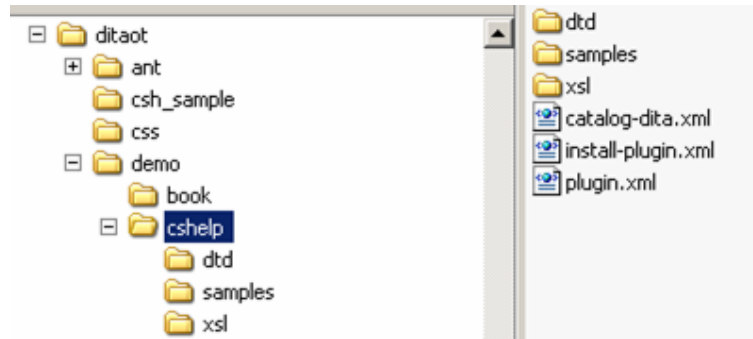 ditaot
ant
csh_sample
css
demo
book
cshelp
dtd
samples
xsl
dtd
samples
xsl
catalog-dita.xml
install-plugin.xml
plugin.xml